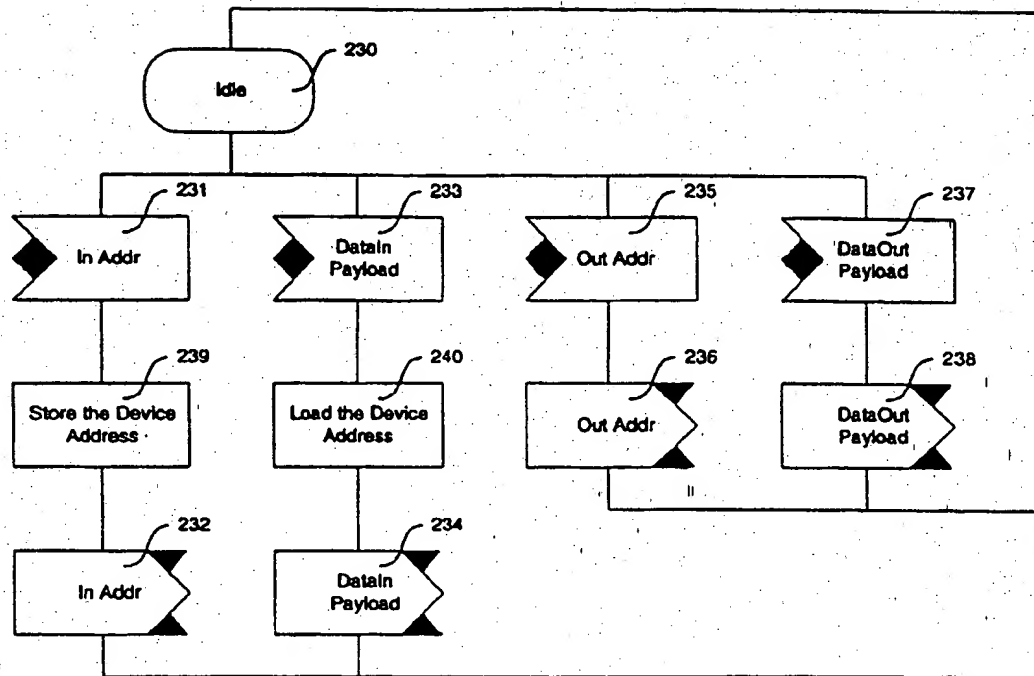 230
Idle
231
233
235
237
In Addr
DataIn
Payload
Out Addr
DataOut
Payload
239
240
236
238
Store the Device
Address
Load the Device
Address
Out Addr
DataOut
Payload
232
234
In Addr
DataIn
Payload